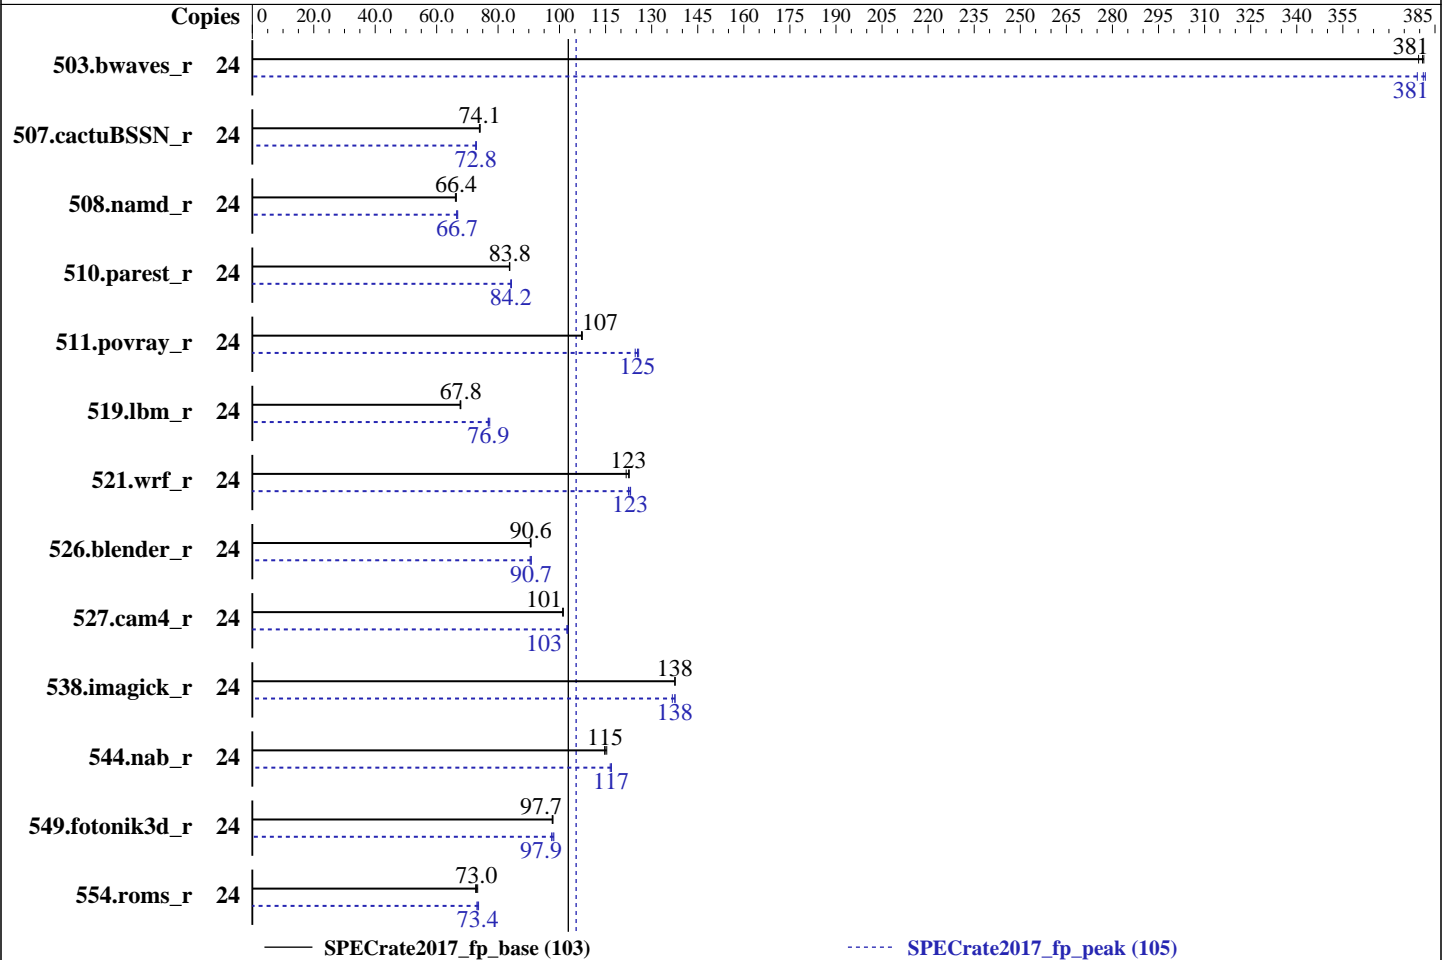 Copies 0 20.0 40.0 60.0 80.0 100.0 115 130 145 160 175 190 205 220 235 250 265 280 295 310 325 340 355 385
503.bwaves_r 24 381
381
507.cactuBSSN_r 24 74.1
72.8
508.namd_r 24 66.4
66.7
510.parest_r 24 83.8
84.2
511.povray_r 24 107
125
519.lbm_r 24 67.8
76.9
521.wrf_r 24 123
123
526.blender_r 24 90.6
90.7
527.cam4_r 24 101
103
538.imagick_r 24 138
138
544.nab_r 24 115
117
549.fotonik3d_r 24 97.7
97.9
554.roms_r 24 73.0
73.4
SPECrate2017_fp_base (103) SPECrate2017_fp_peak (105)